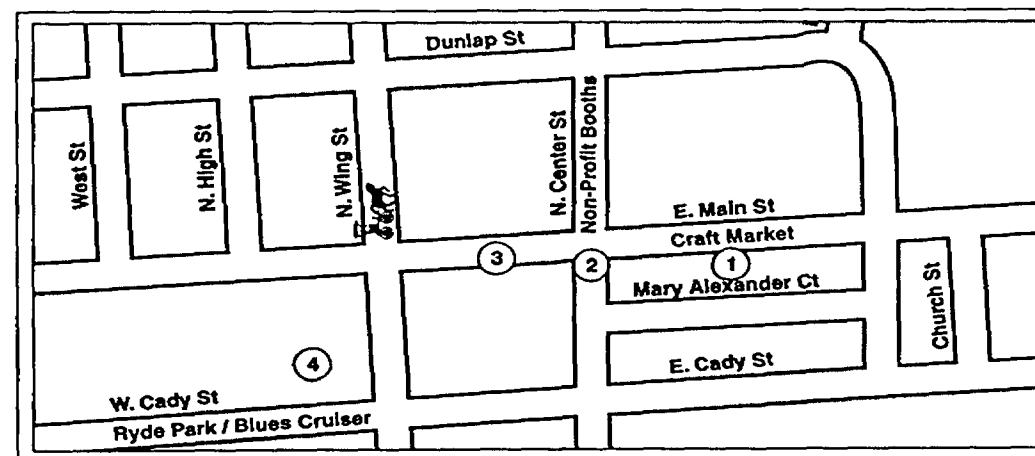 Dunlap St
West St
N. High St
N. Wing St
N. Center St
Non-Profit Booths
E. Main St
Craft Market
3
2
1
Mary Alexander Ct
Church St
4
E. Cady St
W. Cady St
Ryde Park / Blues Cruiser